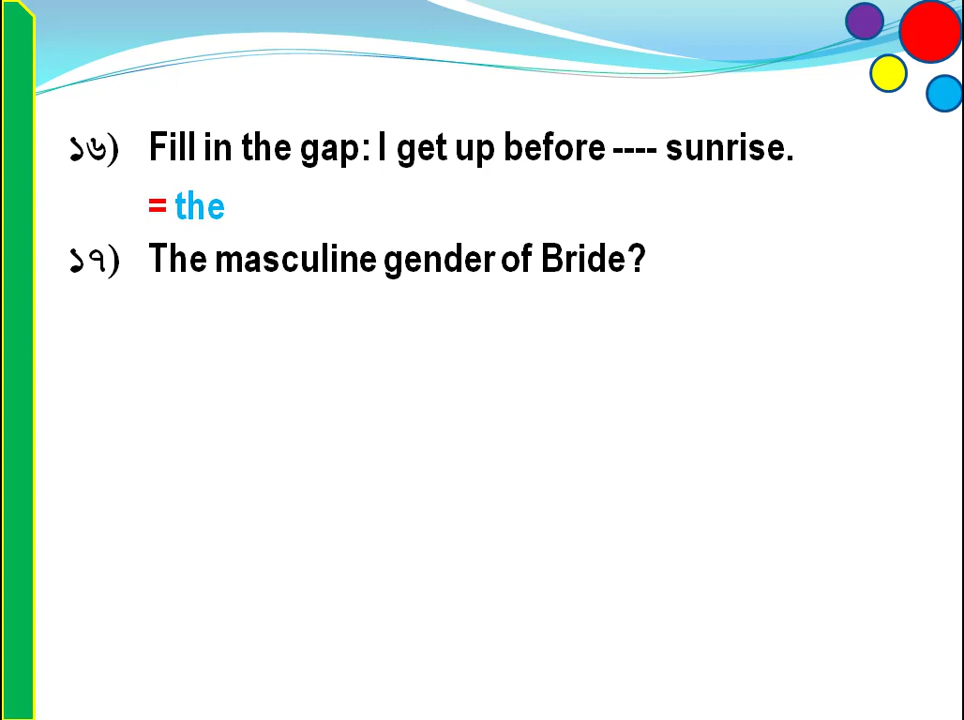 ১৬) Fill in the gap: I get up before ---- sunrise.
= the
১৭) The masculine gender of Bride?